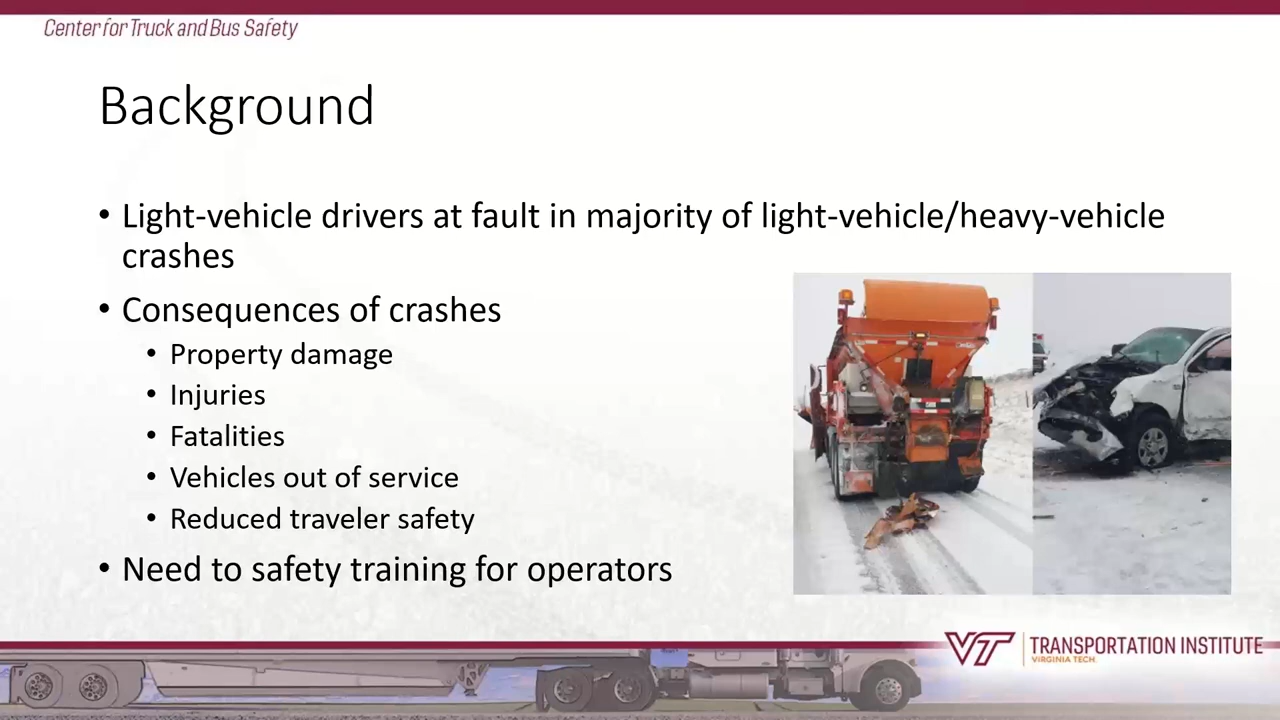 Center for Truck and Bus Safety
Background
• Light-vehicle drivers at fault in majority of light-vehicle/heavy-vehicle
crashes
• Consequences of crashes
• Property damage
• Injuries
• Fatalities
• Vehicles out of service
• Reduced traveler safety
• Need to safety training for operators
VT TRANSPORTATION INSTITUTE
VIRGINIA TECH.